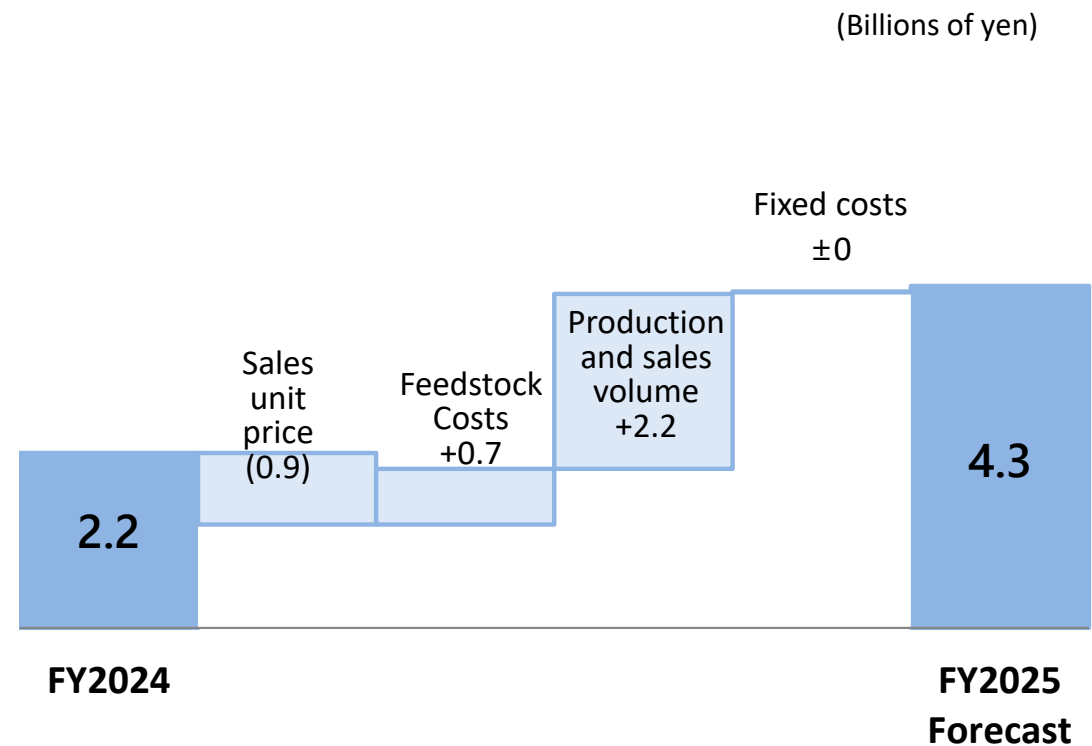 (Billions of yen)
Fixed costs
±0
Production
and sales
volume
+2.2
Sales
unit
price
(0.9)
Feedstock
Costs
+0.7
2.2
4.3
FY2024
FY2025
Forecast